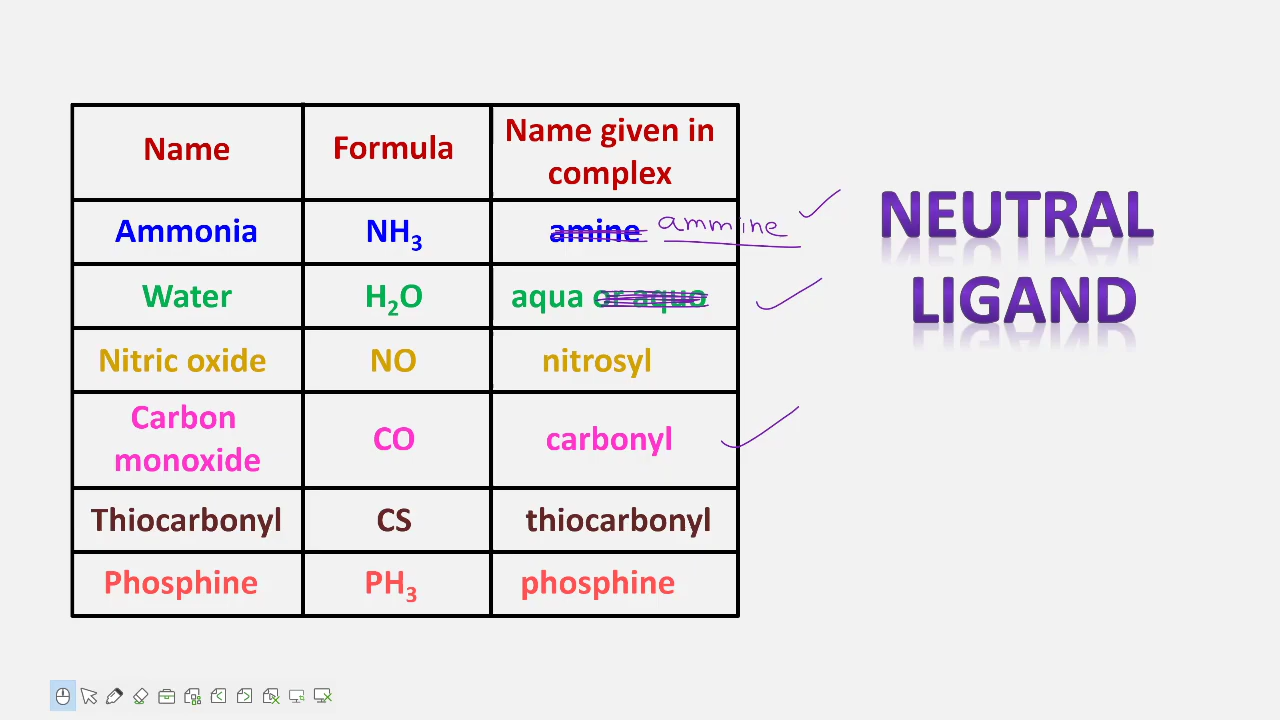 Name Formula Name given in
complex
Ammonia NH₃ amine ammine
Water H₂O aqua or aquo
Nitric oxide NO nitrosyl
Carbon
monoxide CO carbonyl
Thiocarbonyl CS thiocarbonyl
Phosphine PH₃ phosphine
NEUTRAL
LIGAND